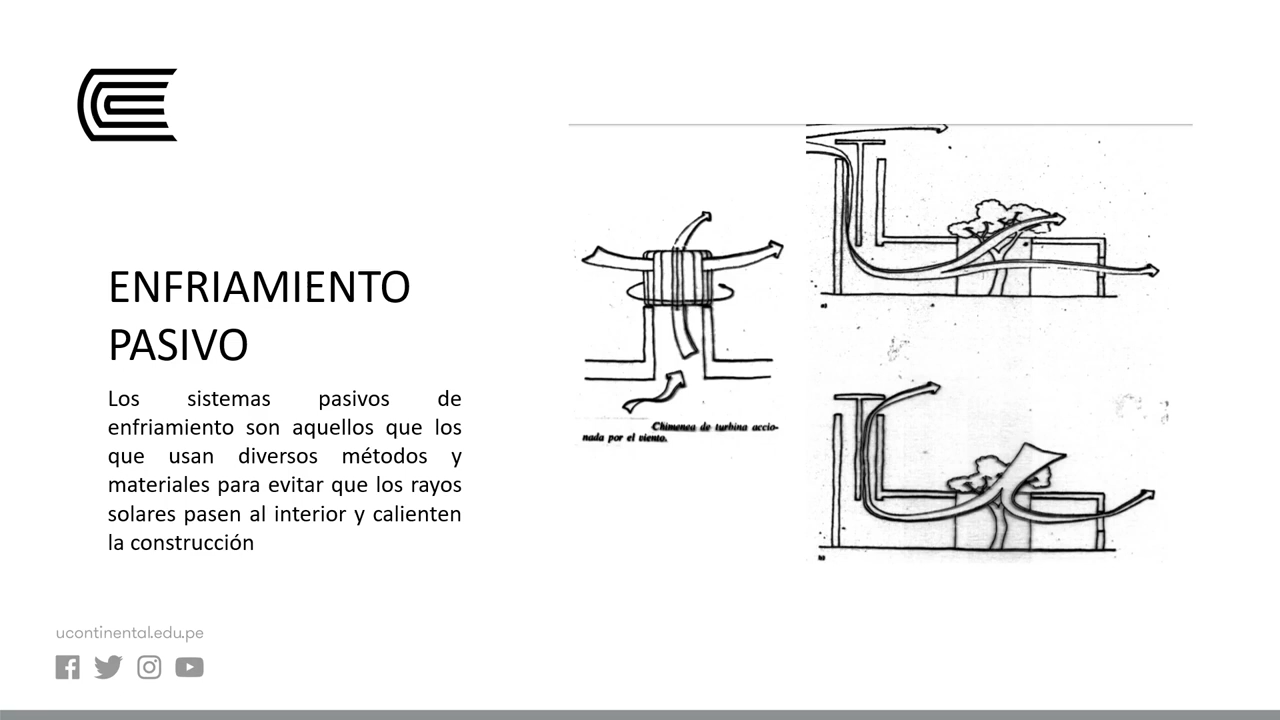 ENFRIAMIENTO
PASIVO
Los sistemas pasivos de
enfriamiento son aquellos que los
que usan diversos métodos y
materiales para evitar que los rayos
solares pasen al interior y calienten
la construcción
Chimenea de turbina accio-
nada por el viento.
a)
b)
ucontinental.edu.pe